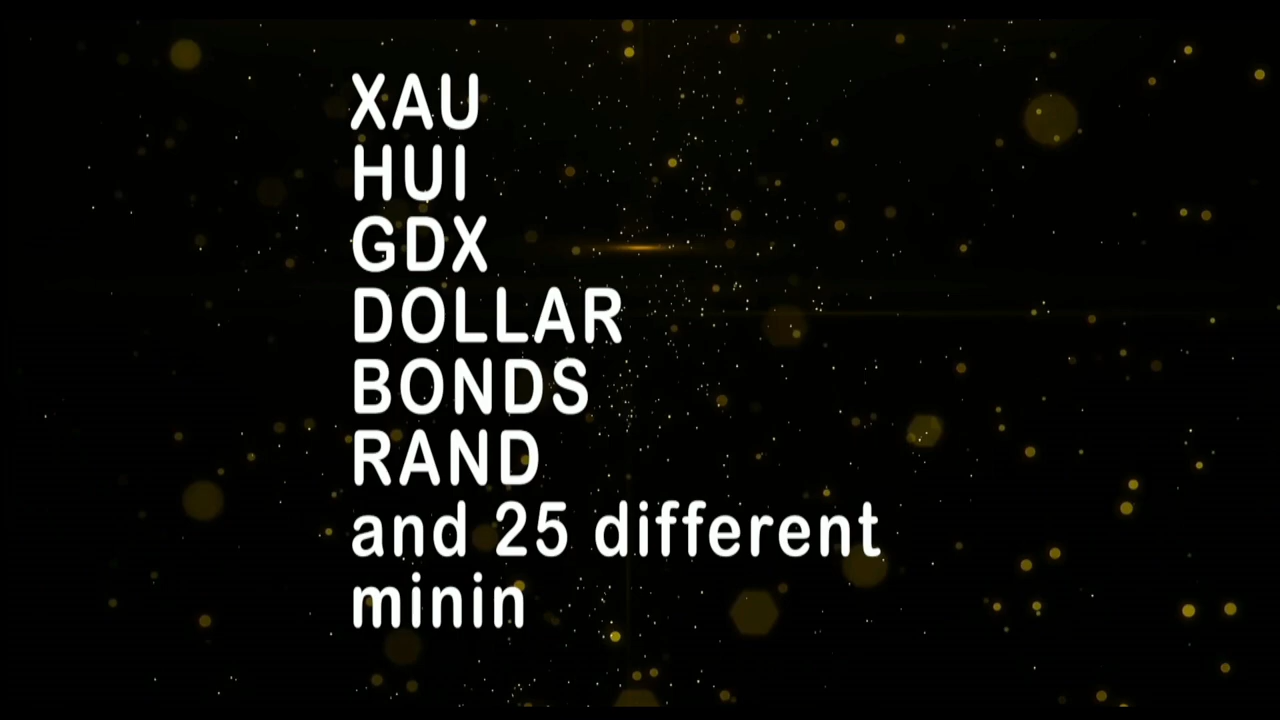 XAU
HUI
GDX
DOLLAR
BONDS
RAND
and 25 different
minin